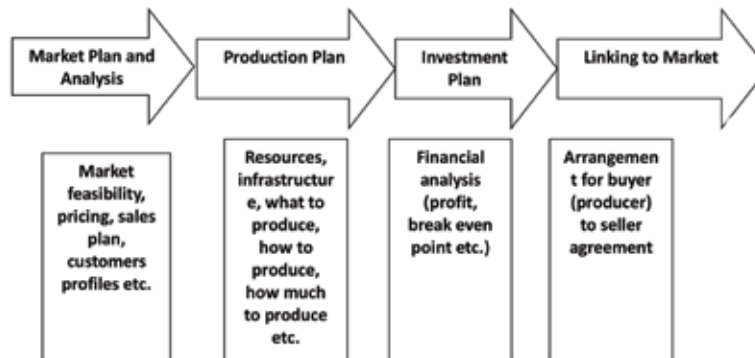 Market Plan and
Analysis
Production Plan
Investment
Plan
Linking to Market
Market
feasibility,
pricing, sales
plan,
customers
profiles etc.
Resources,
infrastructur
e, what to
produce,
how to
produce,
how much
to produce
etc.
Financial
analysis
(profit,
break even
point etc.)
Arrangemen
t for buyer
(producer)
to seller
agreement